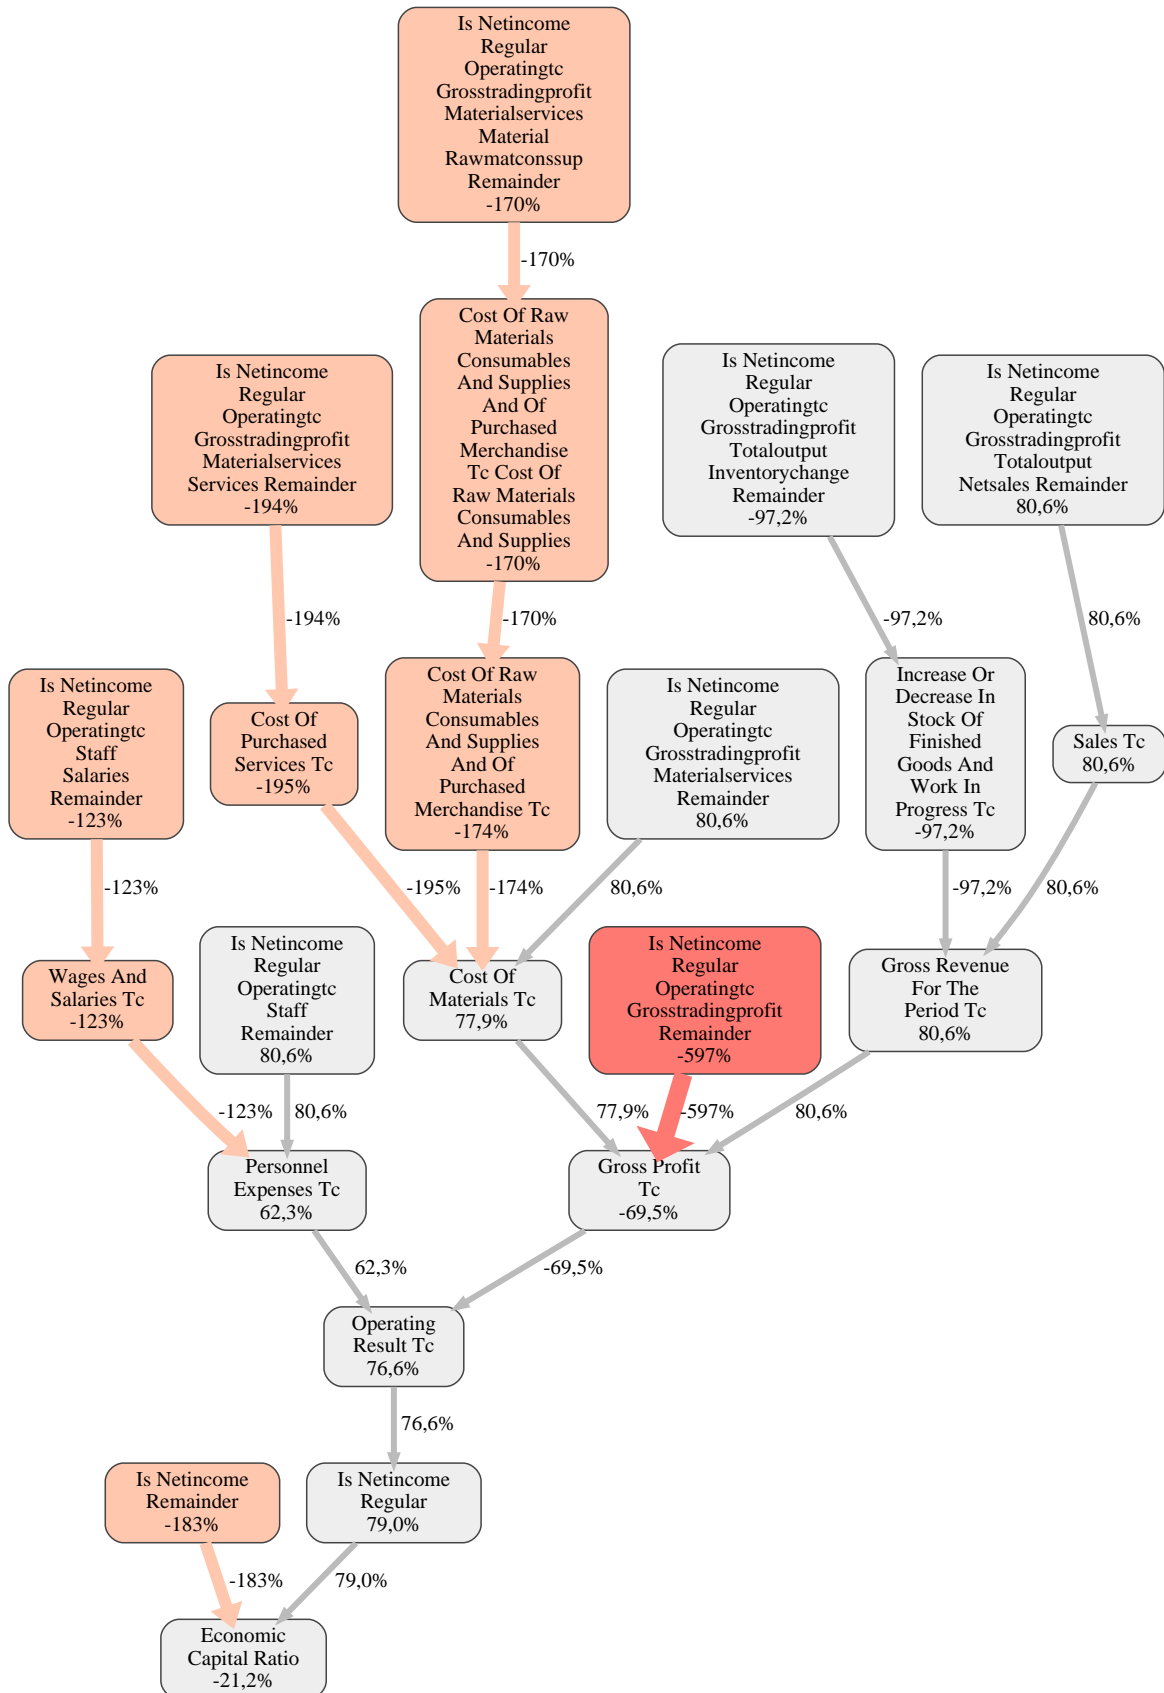 Is Netincome
Regular
Operatingtc
Grosstradingprofit
Materialservices
Material
Rawmatconssup
Remainder
-170%
-170%
Cost Of Raw
Materials
Consumables
And Supplies
And Of
Purchased
Merchandise
Tc Cost Of
Raw Materials
Consumables
And Supplies
-170%
Is Netincome
Regular
Operatingtc
Grosstradingprofit
Materialservices
Services Remainder
-194%
Is Netincome
Regular
Operatingtc
Grosstradingprofit
Totaloutput
Inventorychange
Remainder
-97,2%
Is Netincome
Regular
Operatingtc
Grosstradingprofit
Totaloutput
Netsales Remainder
80,6%
-194%
-170%
-97,2%
80,6%
Is Netincome
Regular
Operatingtc
Staff
Salaries
Remainder
-123%
Cost Of
Purchased
Services Tc
-195%
Cost Of Raw
Materials
Consumables
And Supplies
And Of
Purchased
Merchandise Tc
-174%
Is Netincome
Regular
Operatingtc
Grosstradingprofit
Materialservices
Remainder
80,6%
Increase Or
Decrease In
Stock Of
Finished
Goods And
Work In
Progress Tc
-97,2%
Sales Tc
80,6%
-123%
-195%
-174%
80,6%
-97,2%
80,6%
Wages And
Salaries Tc
-123%
Is Netincome
Regular
Operatingtc
Staff
Remainder
80,6%
Cost Of
Materials Tc
77,9%
Is Netincome
Regular
Operatingtc
Grosstradingprofit
Remainder
-597%
Gross Revenue
For The
Period Tc
80,6%
-123%
80,6%
77,9%
-597%
80,6%
Personnel
Expenses Tc
62,3%
Gross Profit
Tc
-69,5%
62,3%
-69,5%
Operating
Result Tc
76,6%
76,6%
Is Netincome
Remainder
-183%
Is Netincome
Regular
79,0%
-183%
79,0%
Economic
Capital Ratio
-21,2%